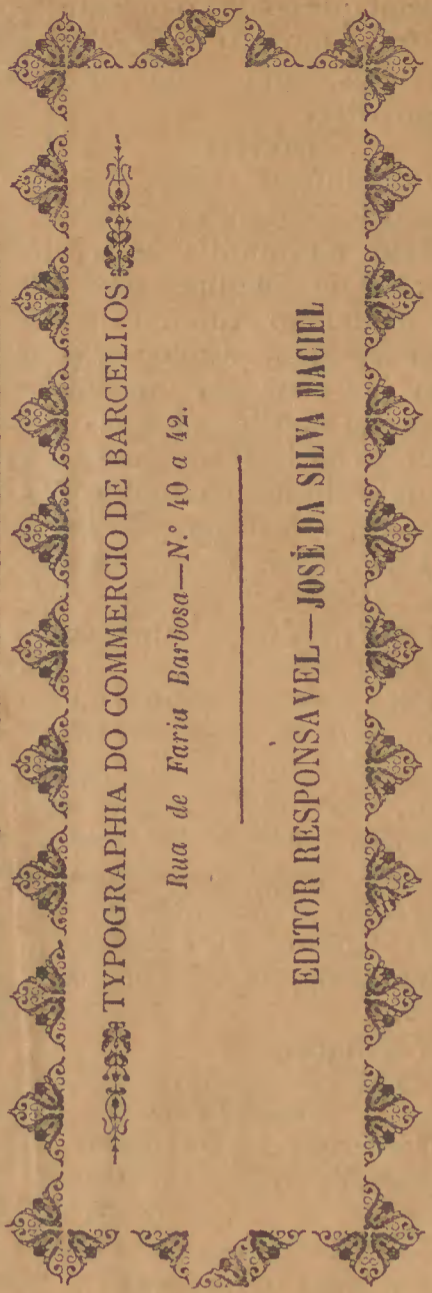 TYPOGRAPHIA DO COMMERCIO DE BARCELLOS
Rua de Faria Barbosa—N.º 40 a 42.
EDITOR RESPONSAVEL—JOSÉ DA SILVA MACIEL